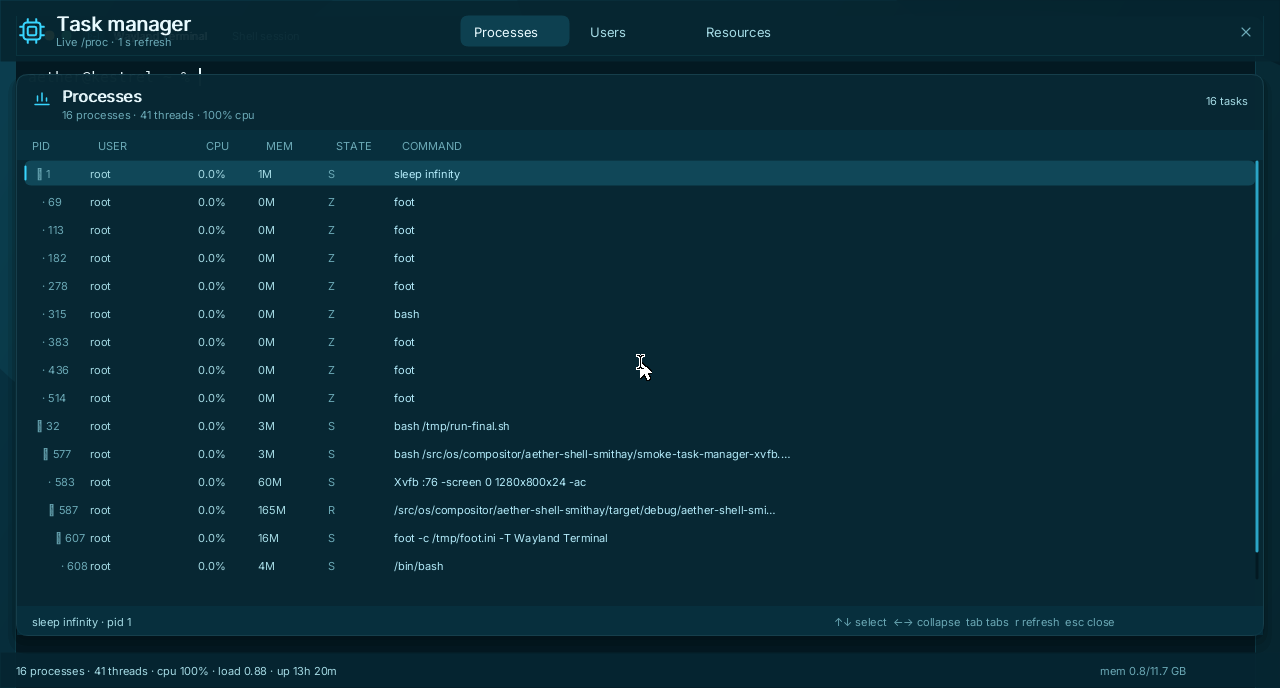 Task manager
Live /proc · 1 s refresh
Processes
Users
Resources
Processes
16 processes · 41 threads · 100% cpu
16 tasks
PID USER CPU MEM STATE COMMAND
1 root 0.0% 1M S sleep infinity
· 69 root 0.0% 0M Z foot
· 113 root 0.0% 0M Z foot
· 182 root 0.0% 0M Z foot
· 278 root 0.0% 0M Z foot
· 315 root 0.0% 0M Z bash
· 383 root 0.0% 0M Z foot
· 436 root 0.0% 0M Z foot
· 514 root 0.0% 0M Z foot
32 root 0.0% 3M S bash /tmp/run-final.sh
577 root 0.0% 3M S bash /src/os/compositor/aether-shell-smithay/smoke-task-manager-xvfb....
· 583 root 0.0% 60M S Xvfb :76 -screen 0 1280x800x24 -ac
587 root 0.0% 165M R /src/os/compositor/aether-shell-smithay/target/debug/aether-shell-smi...
607 root 0.0% 16M S foot -c /tmp/foot.ini -T Wayland Terminal
· 608 root 0.0% 4M S /bin/bash
sleep infinity · pid 1
↑↓ select ←→ collapse tab tabs r refresh esc close
16 processes · 41 threads · cpu 100% · load 0.88 · up 13h 20m
mem 0.8/11.7 GB